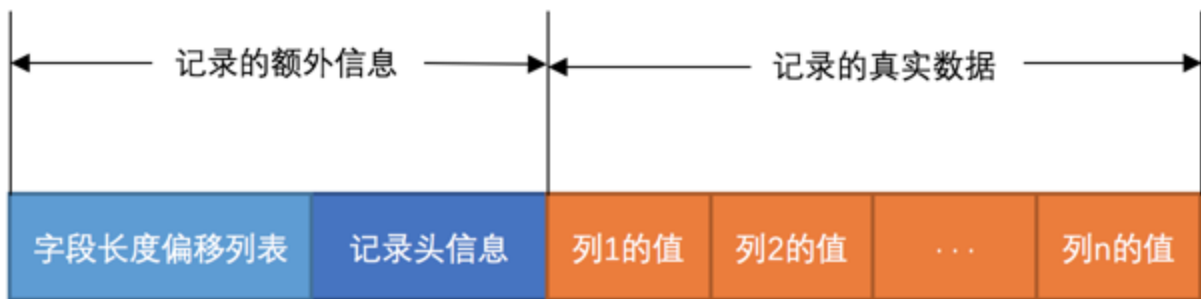 记录的额外信息
记录的真实数据
字段长度偏移列表
记录头信息
列1的值
列2的值
...
列n的值